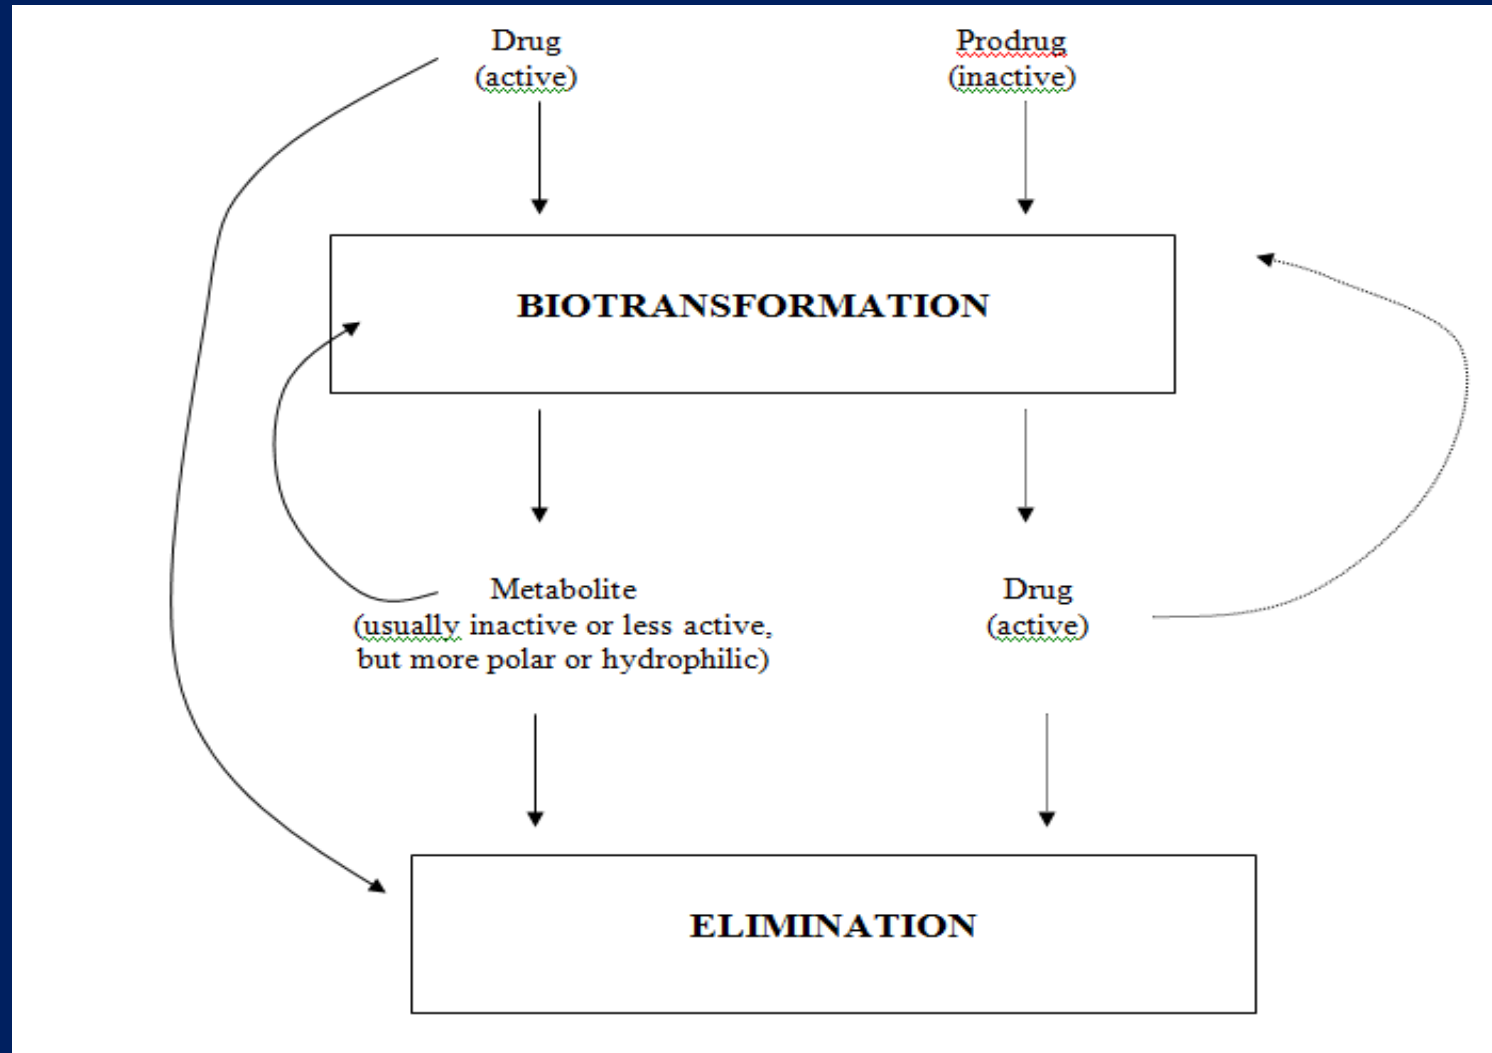 Drug
(active)
Prodrug
(inactive)
BIOTRANSFORMATION
Metabolite
(usually inactive or less active,
but more polar or hydrophilic)
Drug
(active)
ELIMINATION